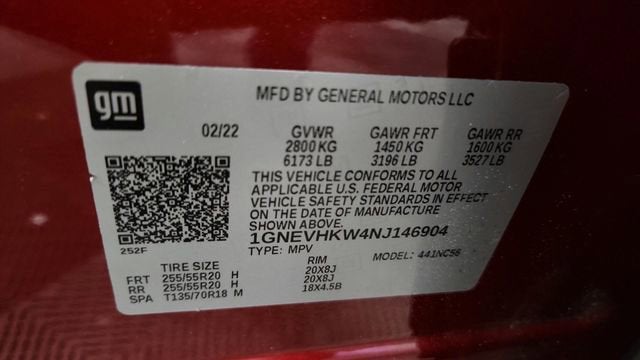 gm
MFD BY GENERAL MOTORS LLC
02/22 GVWR GAWR FRT GAWR RR
2800 KG 1450 KG 1600 KG
6173 LB 3196 LB 3527 LB
THIS VEHICLE CONFORMS TO ALL
APPLICABLE U.S. FEDERAL MOTOR
VEHICLE SAFETY STANDARDS IN EFFECT
ON THE DATE OF MANUFACTURE
SHOWN ABOVE.
252F
1GNEVHKW4NJ146904
TYPE: MPV MODEL: 441NC56
TIRE SIZE RIM
FRT 255/55R20 H 20X8J
RR 255/55R20 H 20X8J
SPA T135/70R18 M 18X4.5B